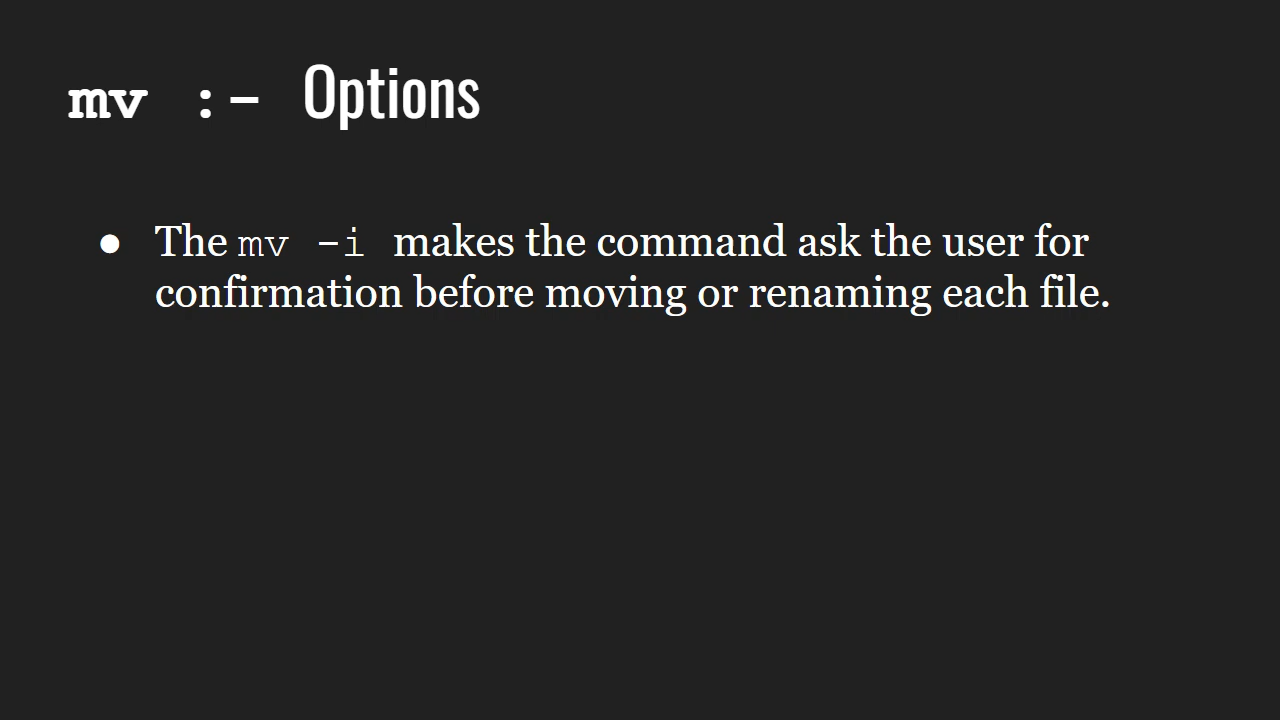 mv :- Options
● The mv -i makes the command ask the user for
confirmation before moving or renaming each file.